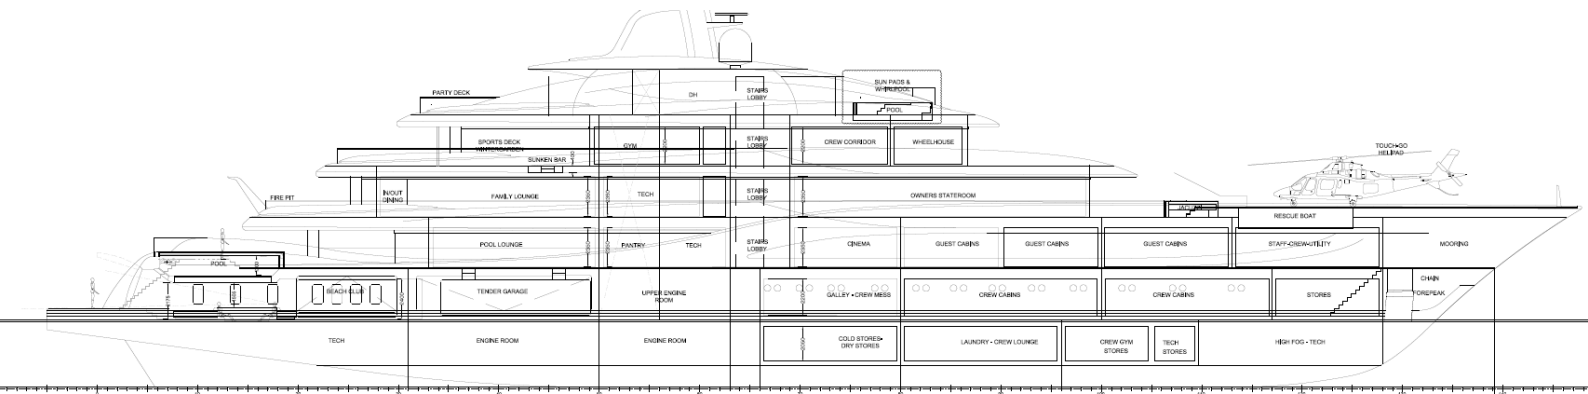 SUN PADS &
WHIRLPOOL
PARTY DECK
DH
STAIRS
LOBBY
POOL
SPORTS DECK
WINTERGARDEN
GYM
STAIRS
LOBBY
CREW CORRIDOR
WHEELHOUSE
SUNKEN BAR
TOUCH+GO
HELIPAD
FIRE PIT
IN/OUT
DINING
FAMILY LOUNGE
TECH
STAIRS
LOBBY
OWNERS STATEROOM
RESCUE BOAT
POOL LOUNGE
PANTRY
TECH
STAIRS
LOBBY
CINEMA
GUEST CABINS
GUEST CABINS
GUEST CABINS
STAFF-CREW-UTILITY
MOORING
POOL
BEACH CLUB
TENDER GARAGE
UPPER ENGINE
ROOM
GALLEY + CREW MESS
CREW CABINS
CREW CABINS
STORES
CHAIN
FOREPEAK
TECH
ENGINE ROOM
ENGINE ROOM
COLD STORES+
DRY STORES
LAUNDRY - CREW LOUNGE
CREW GYM
STORES
TECH
STORES
HIGH FOG - TECH